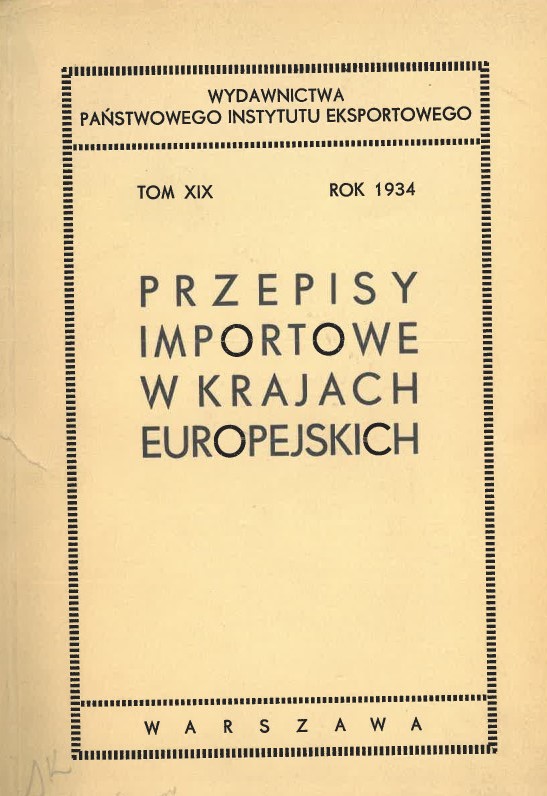 WYDAWNICTWA
PAŃSTWOWEGO INSTYTUTU EKSPORTOWEGO
TOM XIX ROK 1934
PRZEPISY
IMPORTOWE
W KRAJACH
EUROPEJSKICH
WARSZAWA